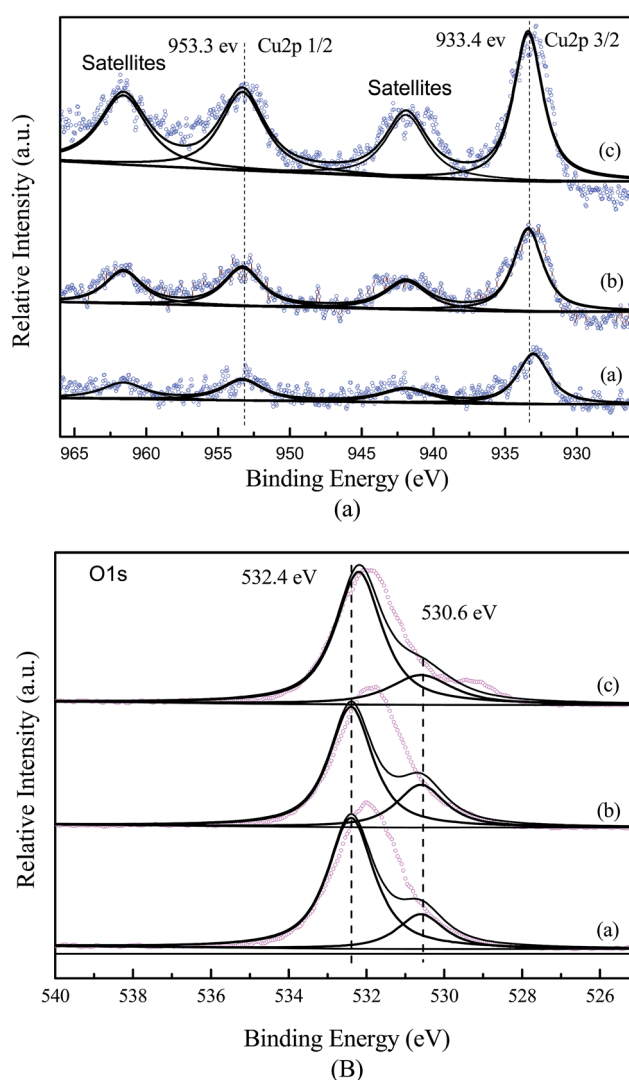 953.3 ev
Cu2p 1/2
933.4 ev
Cu2p 3/2
Satellites
Satellites
(c)
(b)
(a)
Relative Intensity (a.u.)
965 960 955 950 945 940 935 930
Binding Energy (eV)
(a)
O1s
532.4 eV
530.6 eV
(c)
(b)
(a)
Relative Intensity (a.u.)
540 538 536 534 532 530 528 526
Binding Energy (eV)
(B)